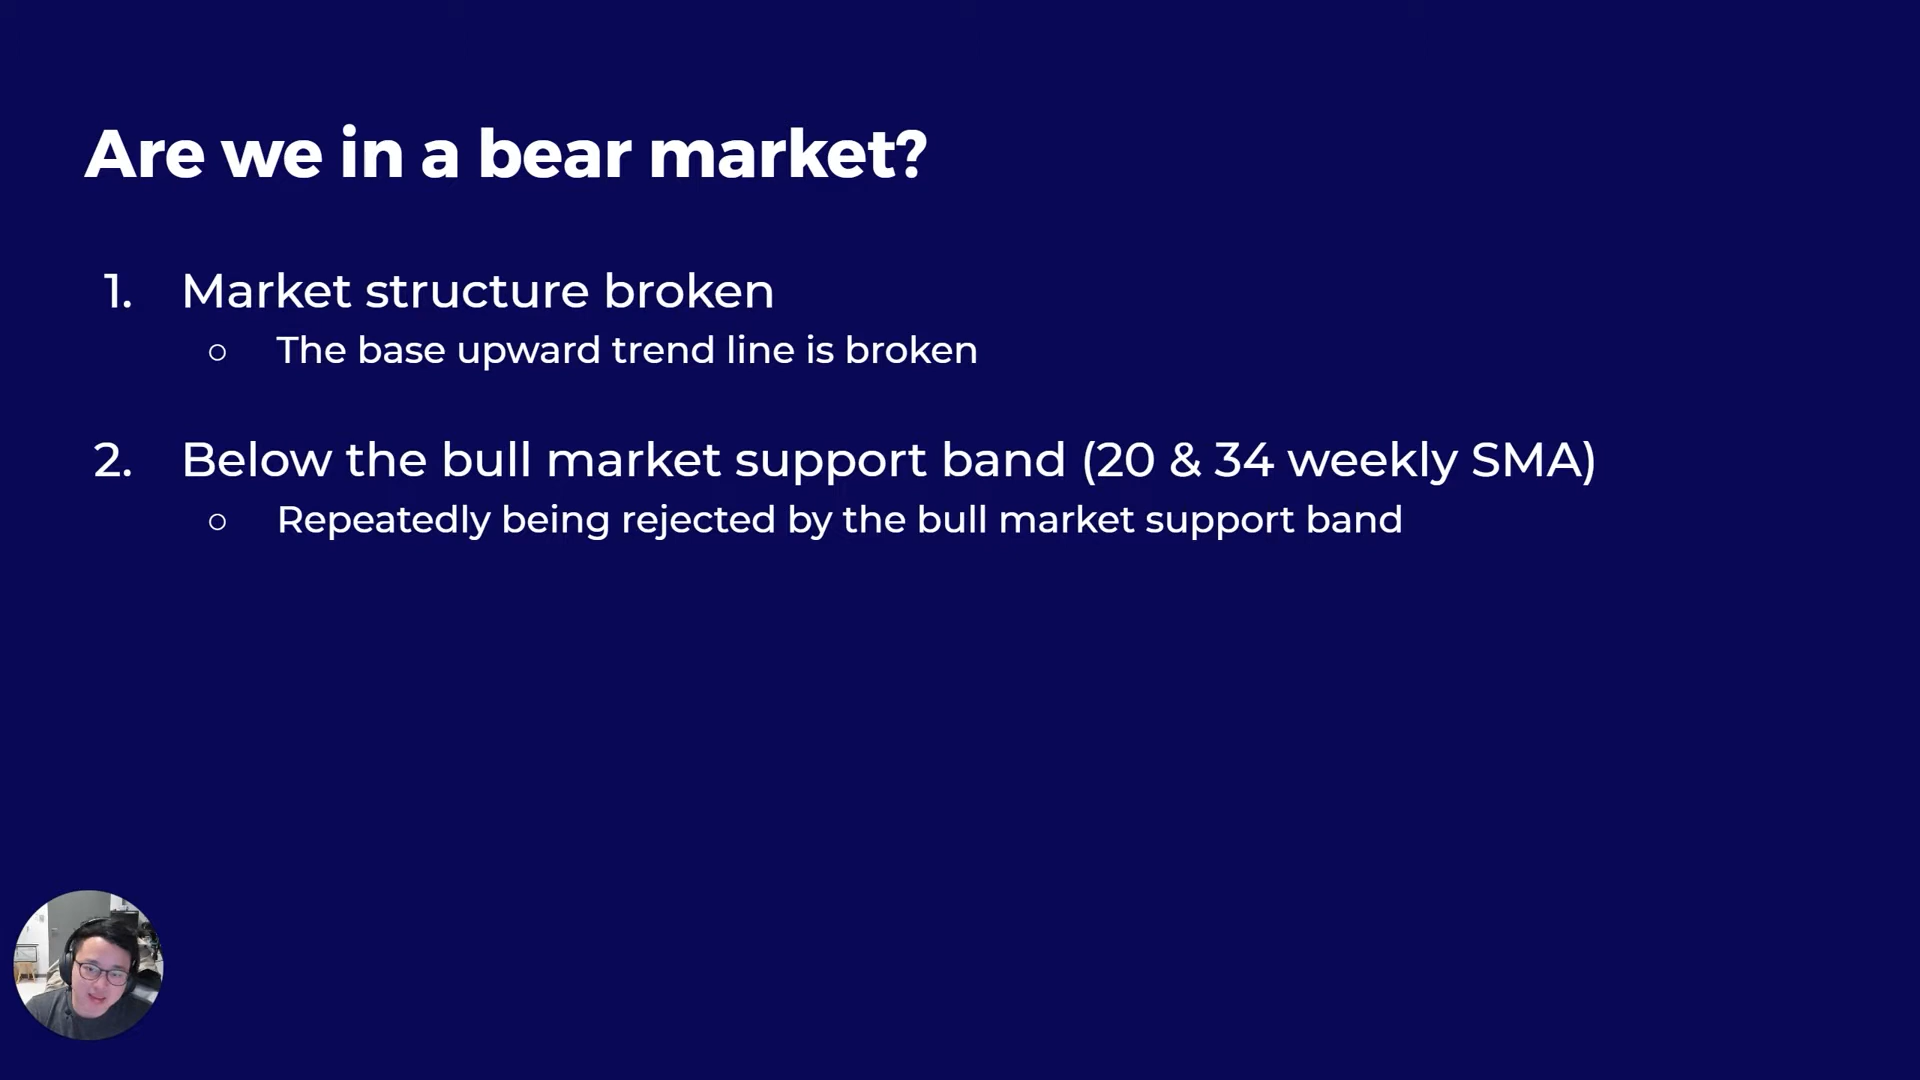 Are we in a bear market?
1. Market structure broken
○ The base upward trend line is broken
2. Below the bull market support band (20 & 34 weekly SMA)
○ Repeatedly being rejected by the bull market support band